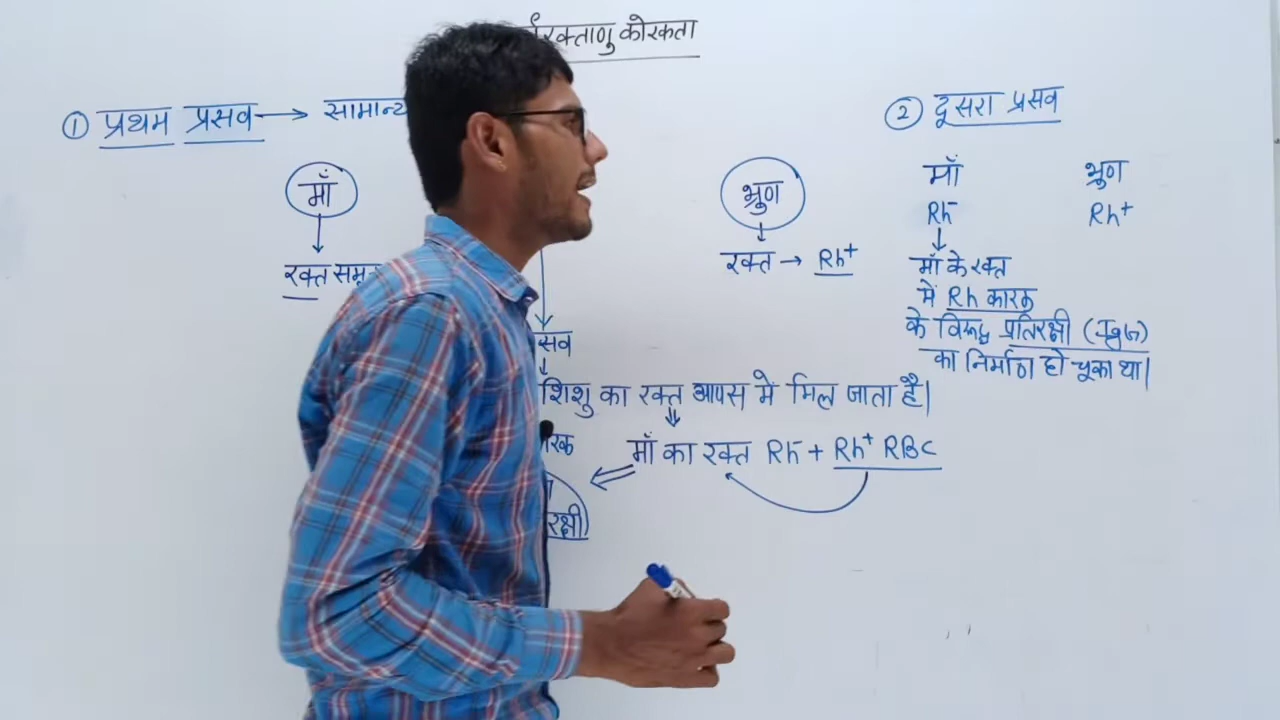 रक्ताणु कोरकता
① प्रथम प्रसव → सामान्य
माँ
रक्त समू
भ्रुण
रक्त → Rh⁺
सव
शिशु का रक्त आपस मे मिल जाता है।
माँ का रक्त Rh⁻ + Rh⁺ RBC
रक्षी
② दूसरा प्रसव
माँ भ्रुण
Rh⁻ Rh⁺
माँ के रक्त
में Rh कारक
के विरूद्ध प्रतिरक्षी
का निर्माण हो चूका था।